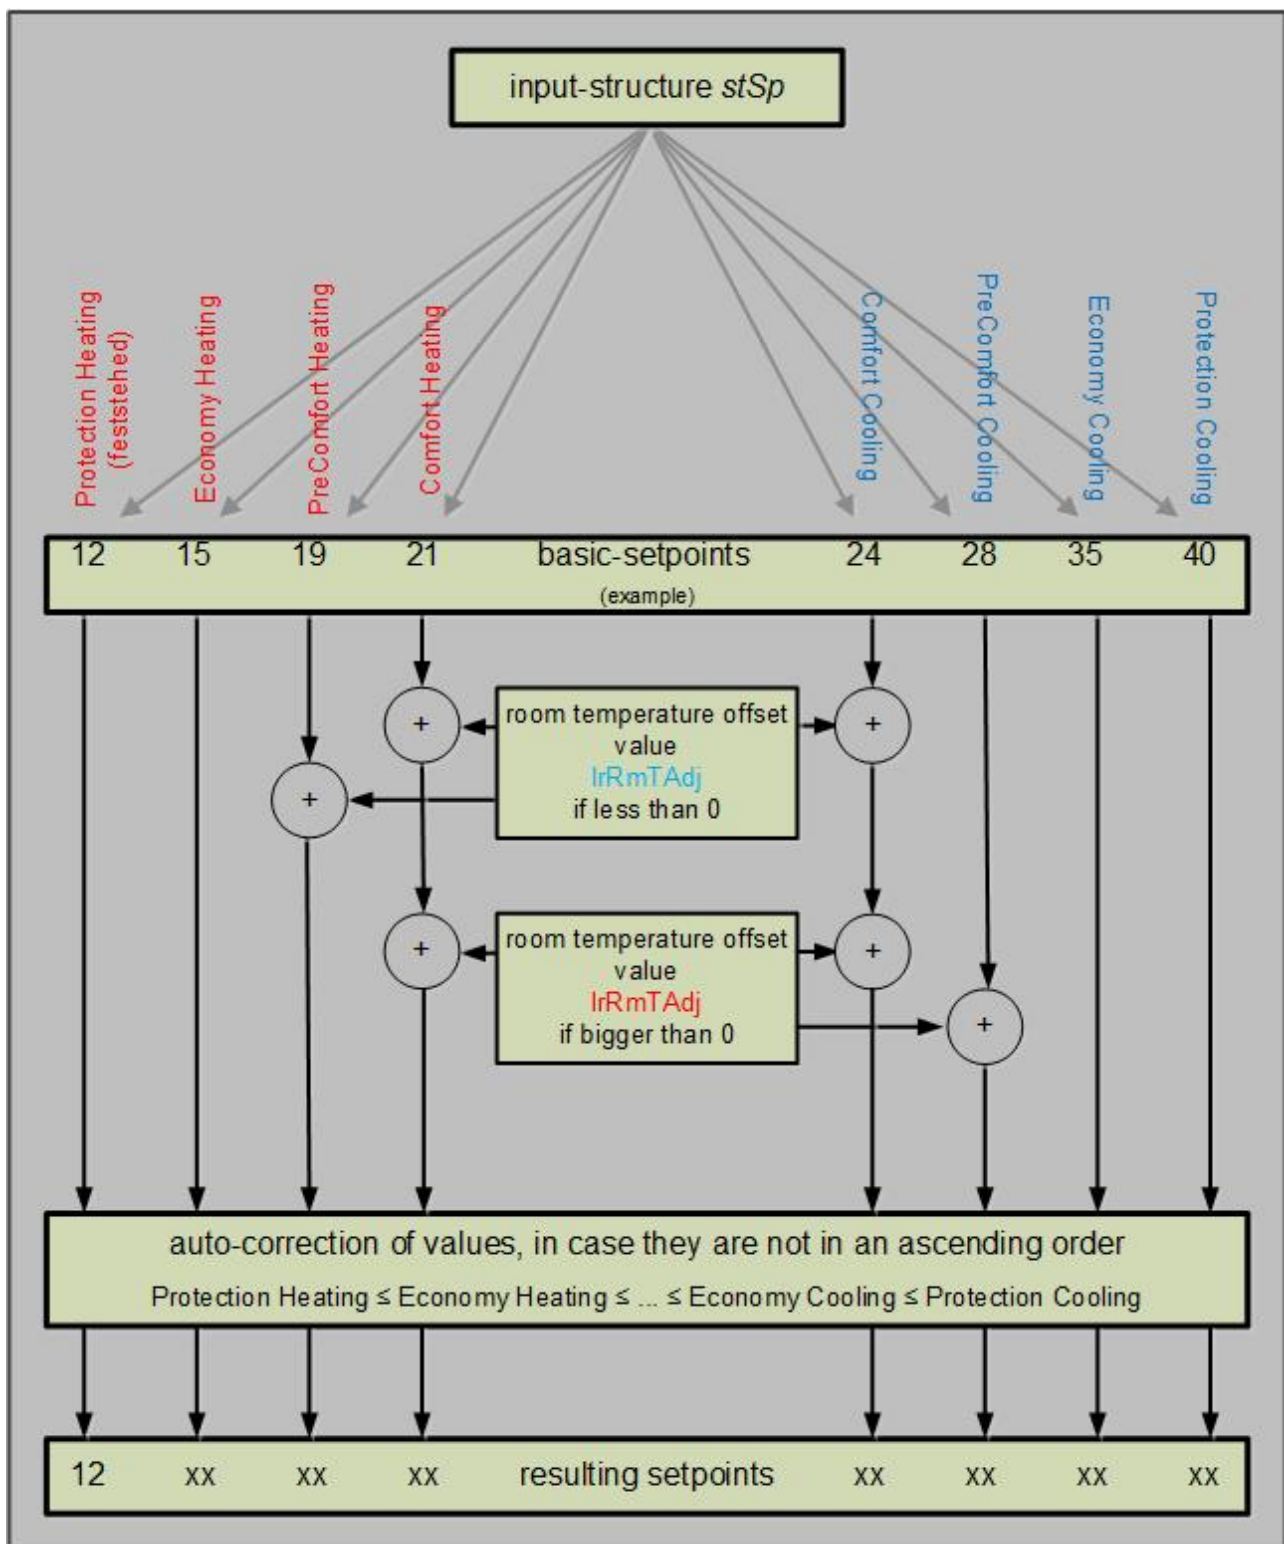 input-structure stSp
Protection Heating
(feststehed)
Economy Heating
PreComfort Heating
Comfort Heating
Comfort Cooling
PreComfort Cooling
Economy Cooling
Protection Cooling
12 15 19 21 basic-setpoints 24 28 35 40
(example)
room temperature offset
value
lrRmTAdj
if less than 0
+
+
+
room temperature offset
value
lrRmTAdj
if bigger than 0
+
+
+
auto-correction of values, in case they are not in an ascending order
Protection Heating ≤ Economy Heating ≤ ... ≤ Economy Cooling ≤ Protection Cooling
12 xx xx xx resulting setpoints xx xx xx xx